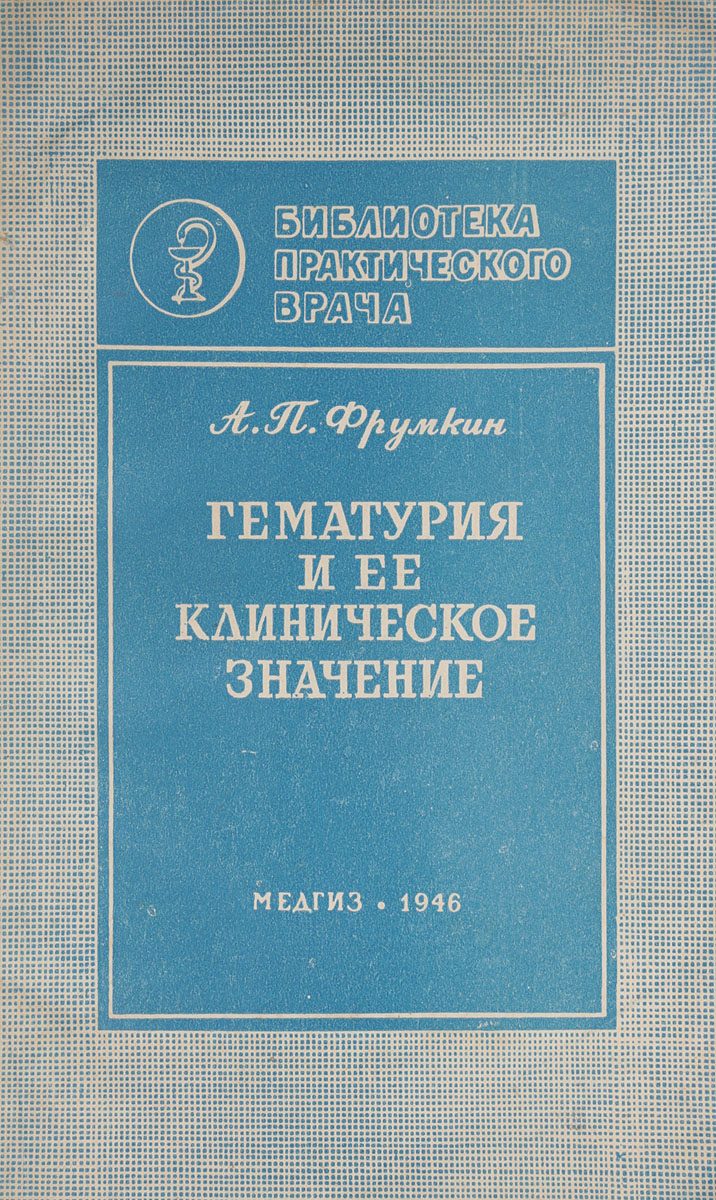 БИБЛИОТЕКА
ПРАКТИЧЕСКОГО
ВРАЧА
А.П. Фрумкин
ГЕМАТУРИЯ
И ЕЕ
КЛИНИЧЕСКОЕ
ЗНАЧЕНИЕ
МЕДГИЗ • 1946